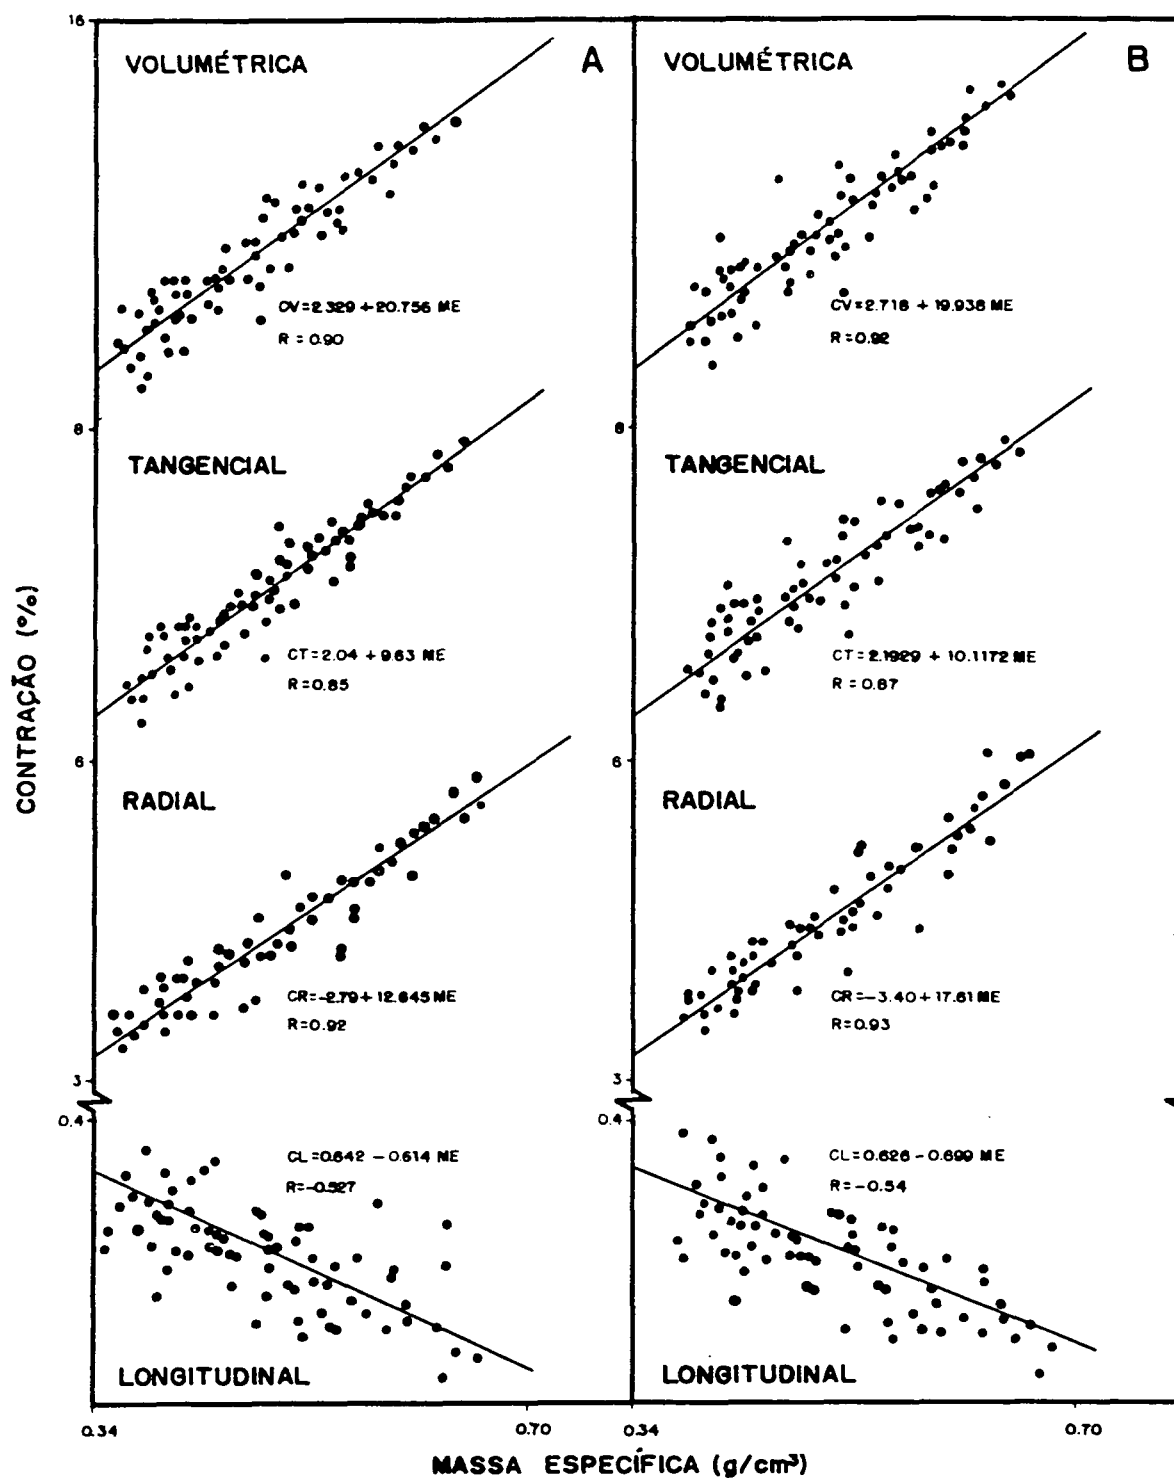 16
VOLUMÉTRICA A
CV=2.329+20.756 ME
R=0.90
VOLUMÉTRICA B
CV=2.718+19.938 ME
R=0.92
8
TANGENCIAL
CT=2.04+9.63 ME
R=0.85
8
TANGENCIAL
CT=2.1929+10.1172 ME
R=0.87
CONTRAÇÃO (%)
6
RADIAL
CR=-2.79+12.645 ME
R=0.92
3
6
RADIAL
CR=-3.40+17.61 ME
R=0.93
3
0.4
CL=0.642-0.614 ME
R=-0.527
LONGITUDINAL
0.4
CL=0.626-0.699 ME
R=-0.54
LONGITUDINAL
0.34 0.70 0.34 0.70
MASSA ESPECÍFICA (g/cm³)